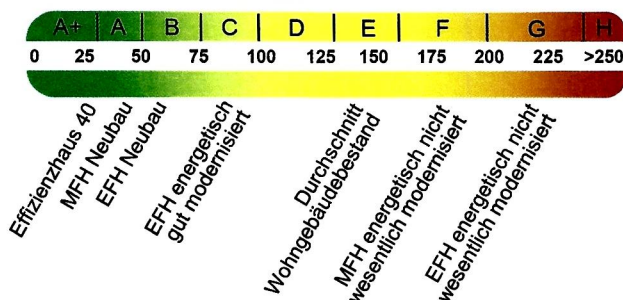 A+ A B C D E F G H
0 25 50 75 100 125 150 175 200 225 >250
Effizienzhaus 40
MFH Neubau
EFH Neubau
EFH energetisch
gut modernisiert
Durchschnitt
Wohngebäudebestand
MFH energetisch nicht
wesentlich modernisiert
EFH energetisch nicht
wesentlich modernisiert